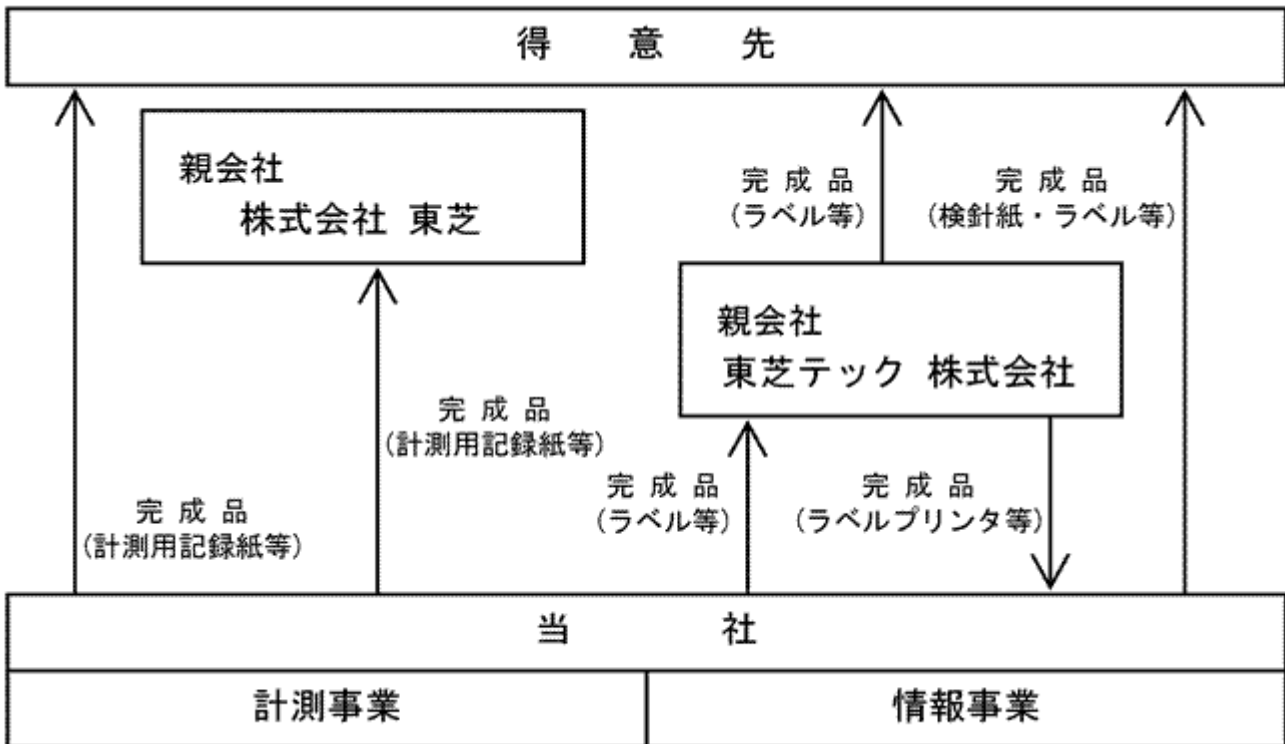 得 意 先
親会社
株式会社 東芝
完 成 品
(ラベル等)
完 成 品
(検針紙・ラベル等)
親会社
東芝テック 株式会社
完 成 品
(計測用記録紙等)
完 成 品
(ラベル等)
完 成 品
(ラベルプリンタ等)
完 成 品
(計測用記録紙等)
当 社
計測事業
情報事業